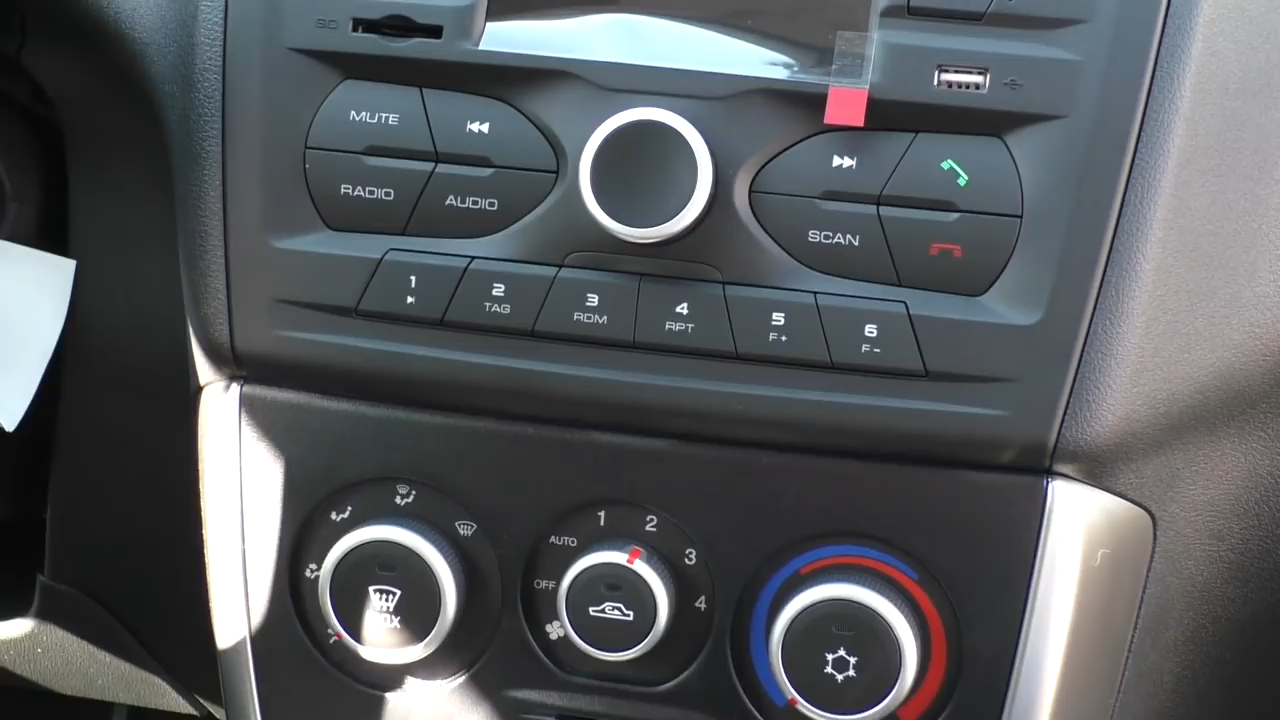 SD
MUTE
RADIO
AUDIO
SCAN
1
2
TAG
3
RDM
4
RPT
5
F+
6
F-
AUTO
1
2
3
4
OFF